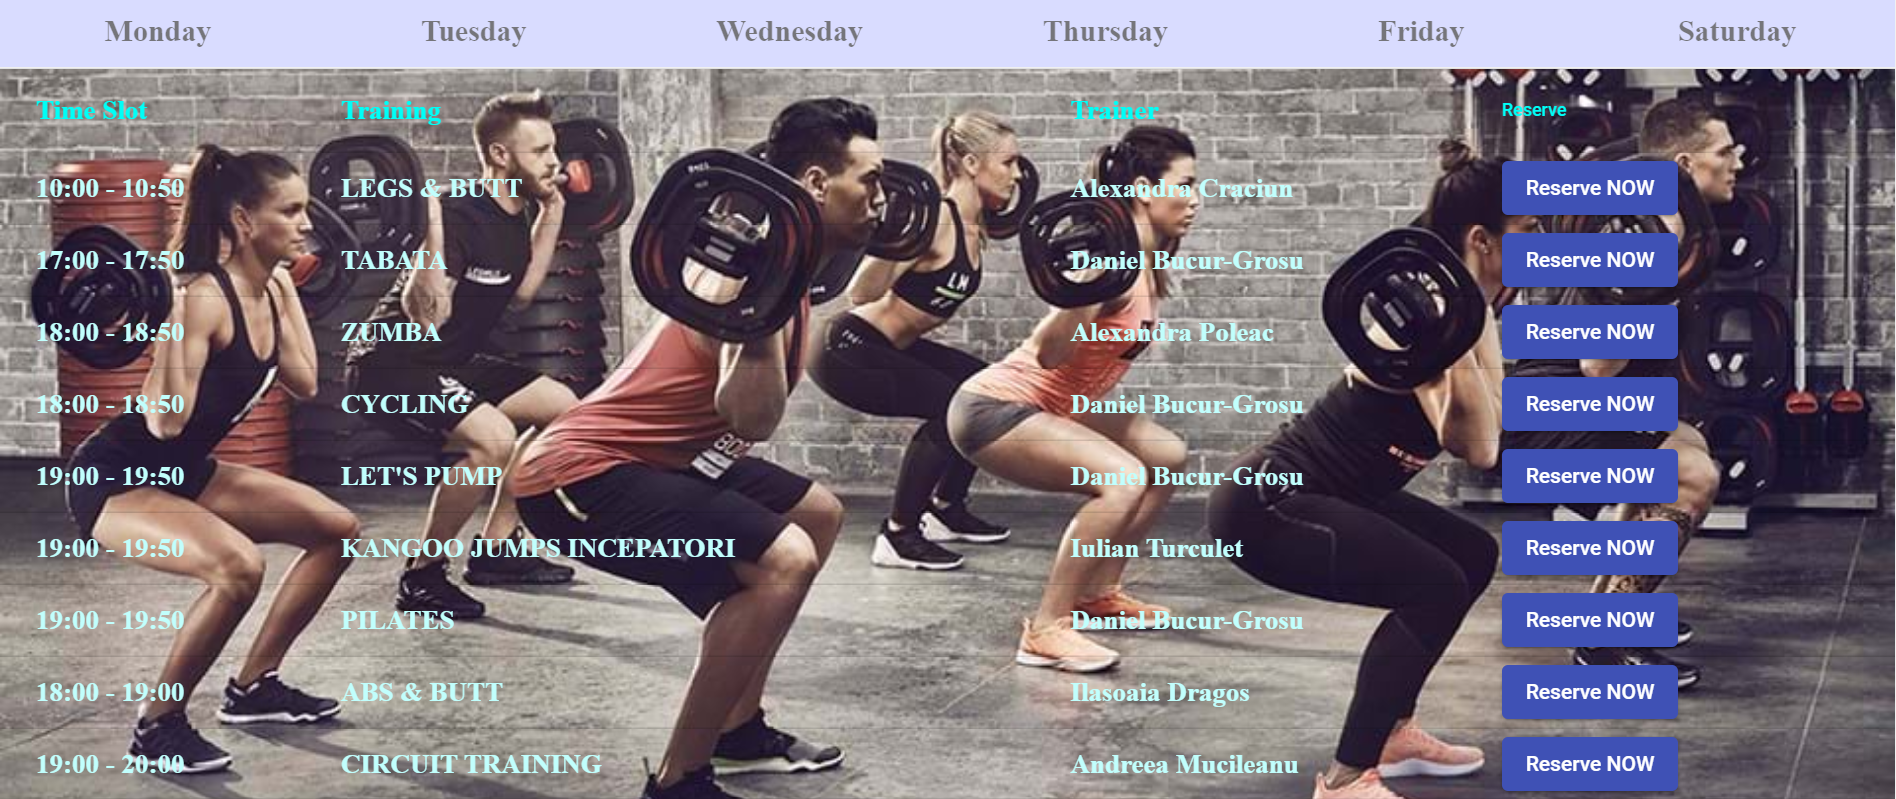 Monday Tuesday Wednesday Thursday Friday Saturday
Time Slot Training Trainer Reserve
10:00 - 10:50 LEGS & BUTT Alexandra Craciun Reserve NOW
17:00 - 17:50 TABATA Daniel Bucur-Grosu Reserve NOW
18:00 - 18:50 ZUMBA Alexandra Poleac Reserve NOW
18:00 - 18:50 CYCLING Daniel Bucur-Grosu Reserve NOW
19:00 - 19:50 LET'S PUMP Daniel Bucur-Grosu Reserve NOW
19:00 - 19:50 KANGOO JUMPS INCEPATORI Iulian Turculet Reserve NOW
19:00 - 19:50 PILATES Daniel Bucur-Grosu Reserve NOW
18:00 - 19:00 ABS & BUTT Ilasoaia Dragos Reserve NOW
19:00 - 20:00 CIRCUIT TRAINING Andreea Mucileanu Reserve NOW